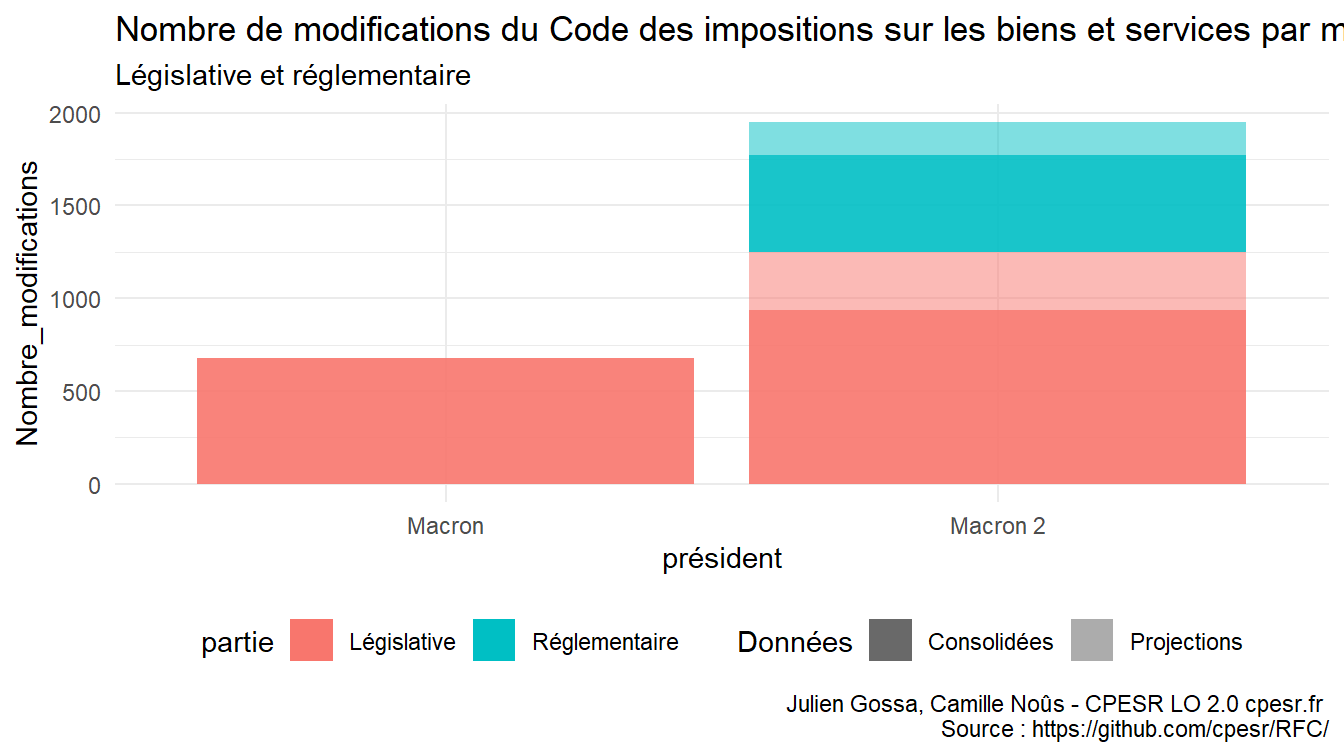 Nombre de modifications du Code des impositions sur les biens et services par
Législative et réglementaire
2000
1500
1000
500
0
Nombre_modifications
Macron
Macron 2
président
partie Législative Réglementaire Données Consolidées Projections
Julien Gossa, Camille Noûs - CPESR LO 2.0 cpesr.fr
Source : https://github.com/cpesr/RFC/